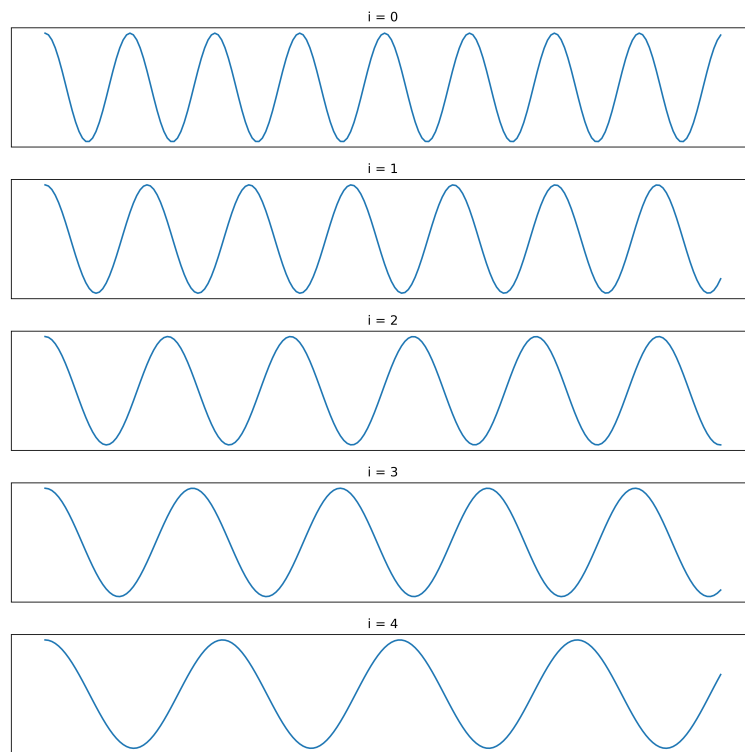 i = 0
i = 1
i = 2
i = 3
i = 4